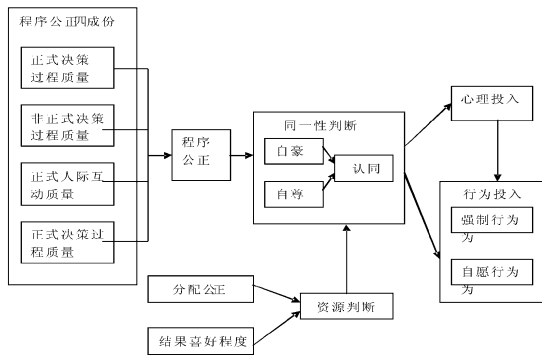 程序公正四成份
正式决策
过程质量
非正式决策
过程质量
正式人际互
动质量
正式决策过
程质量
程序
公正
同一性判断
自豪
自尊
认同
心理投入
行为投入
强制行为
为
自愿行为
为
分配公正
结果喜好程度
资源判断